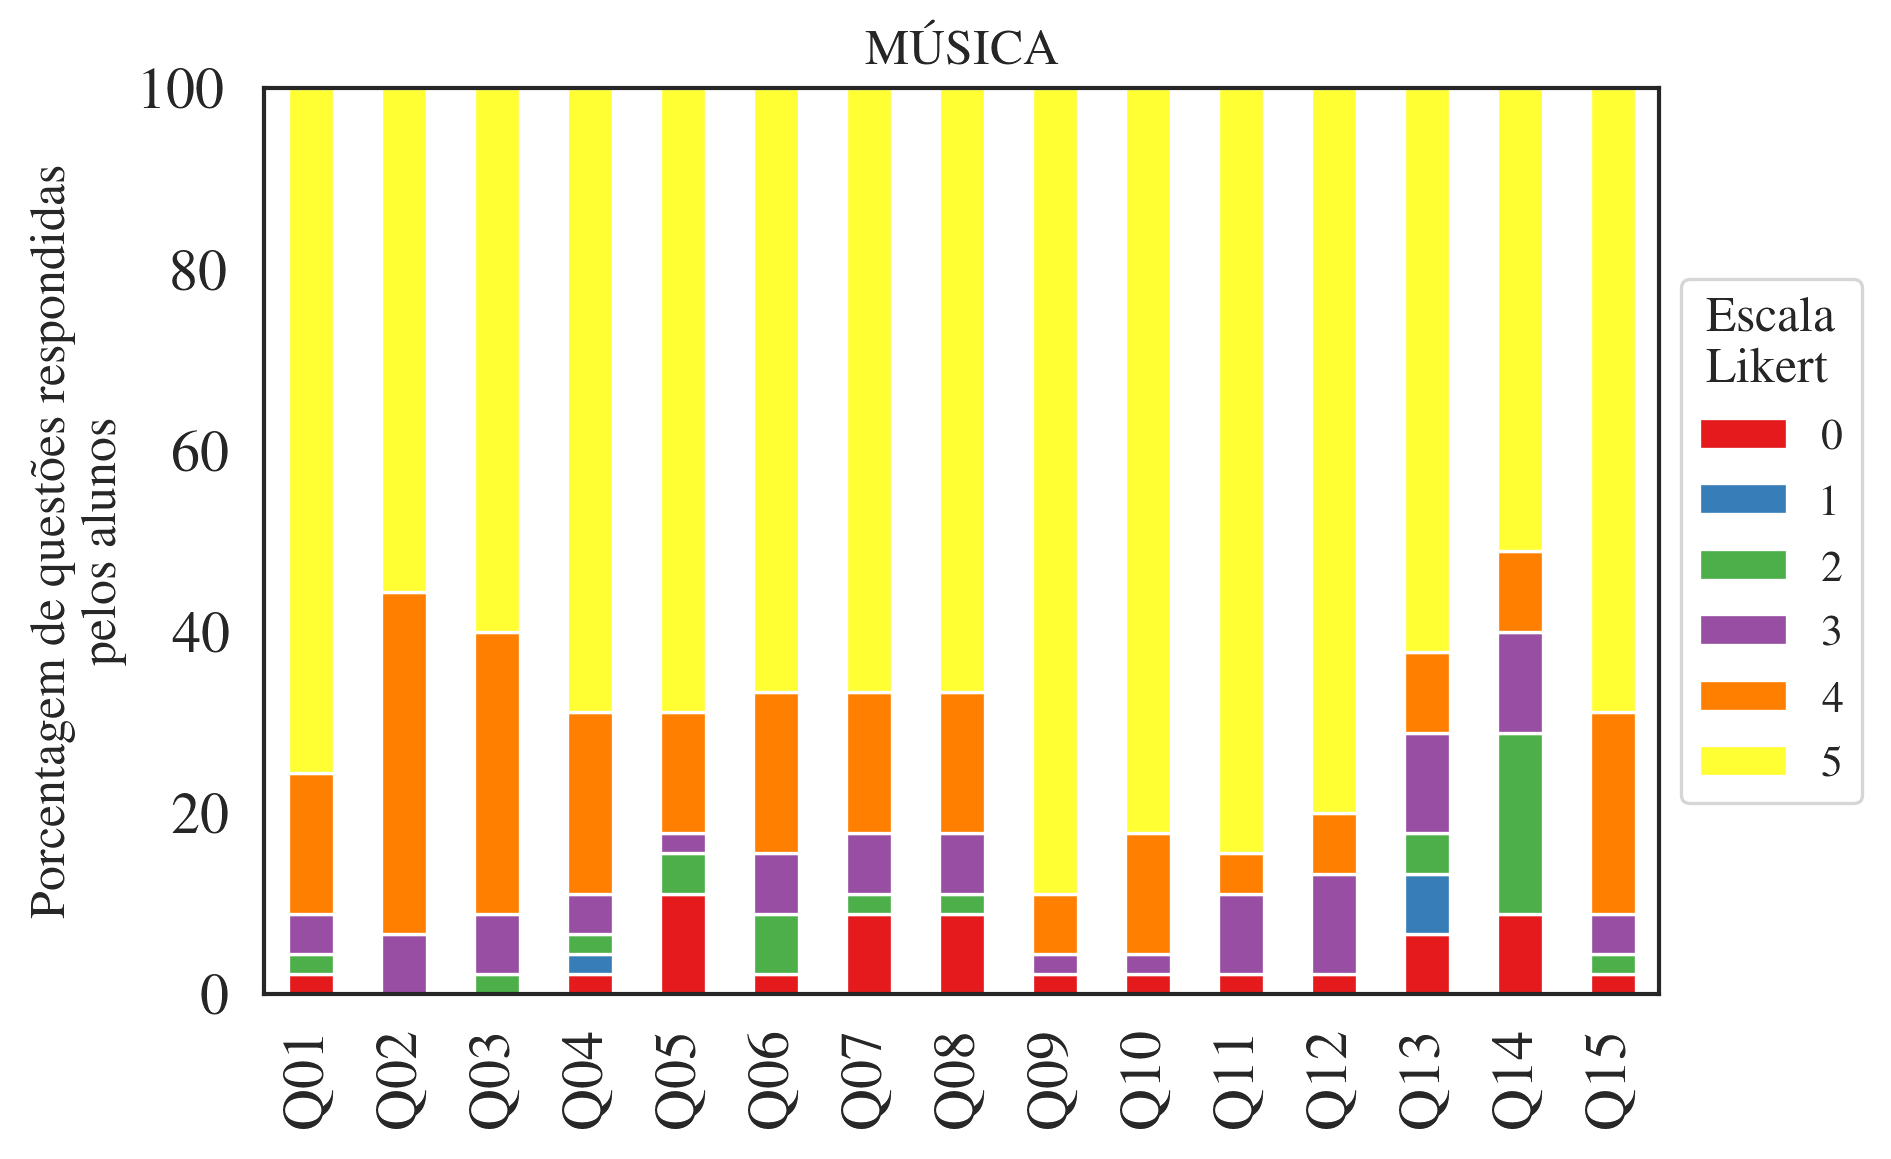 MÚSICA
Porcentagem de questões respondidas
pelos alunos
100
80
60
40
20
0
Q01
Q02
Q03
Q04
Q05
Q06
Q07
Q08
Q09
Q10
Q11
Q12
Q13
Q14
Q15
Escala
Likert
0
1
2
3
4
5